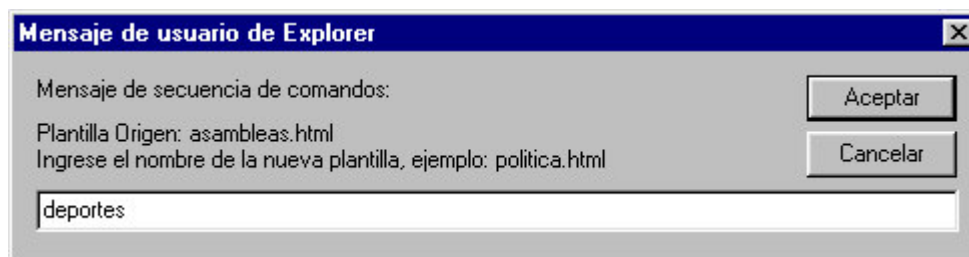 Mensaje de usuario de Explorer
Mensaje de secuencia de comandos:
Aceptar
Plantilla Origen: asambleas.html
Ingrese el nombre de la nueva plantilla, ejemplo: politica.html
Cancelar
deportes